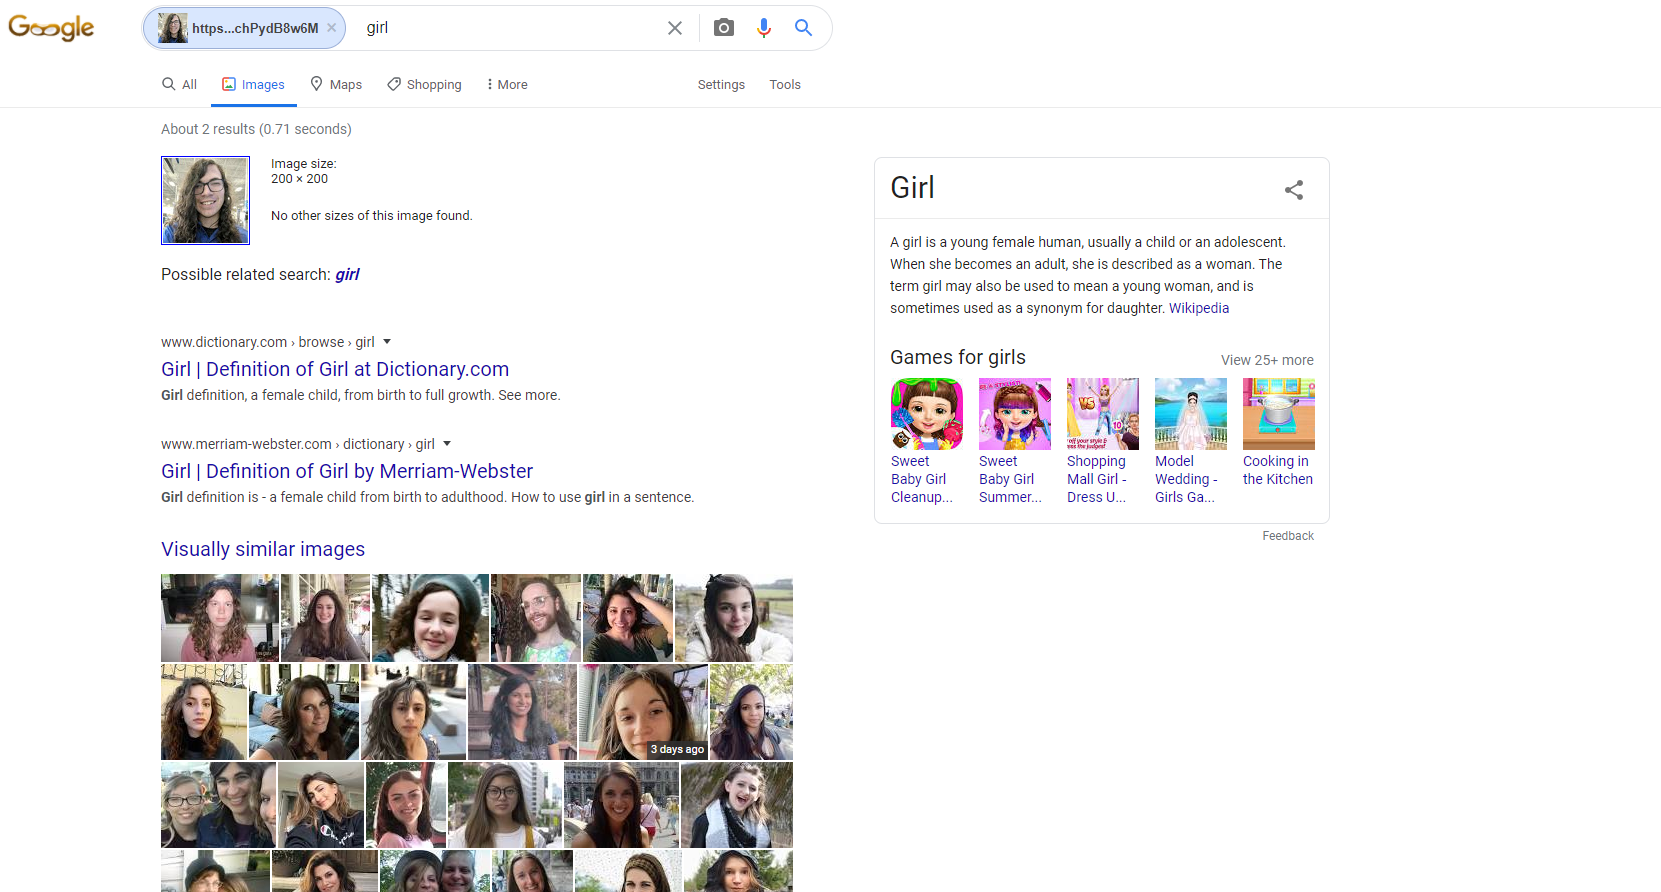 Google
https...chPydB8w6M ×
girl
All
Images
Maps
Shopping
More
Settings
Tools
About 2 results (0.71 seconds)
Image size:
200 × 200
No other sizes of this image found.
Possible related search: girl
www.dictionary.com › browse › girl
Girl | Definition of Girl at Dictionary.com
Girl definition, a female child, from birth to full growth. See more.
www.merriam-webster.com › dictionary › girl
Girl | Definition of Girl by Merriam-Webster
Girl definition is - a female child from birth to adulthood. How to use girl in a sentence.
Visually similar images
3 days ago
Girl
A girl is a young female human, usually a child or an adolescent.
When she becomes an adult, she is described as a woman. The
term girl may also be used to mean a young woman, and is
sometimes used as a synonym for daughter. Wikipedia
Games for girls
View 25+ more
VS
10
off your style &
Sweet
Baby Girl
Cleanup...
Sweet
Baby Girl
Summer...
Shopping
Mall Girl -
Dress U...
Model
Wedding -
Girls Ga...
Cooking in
the Kitchen
Feedback